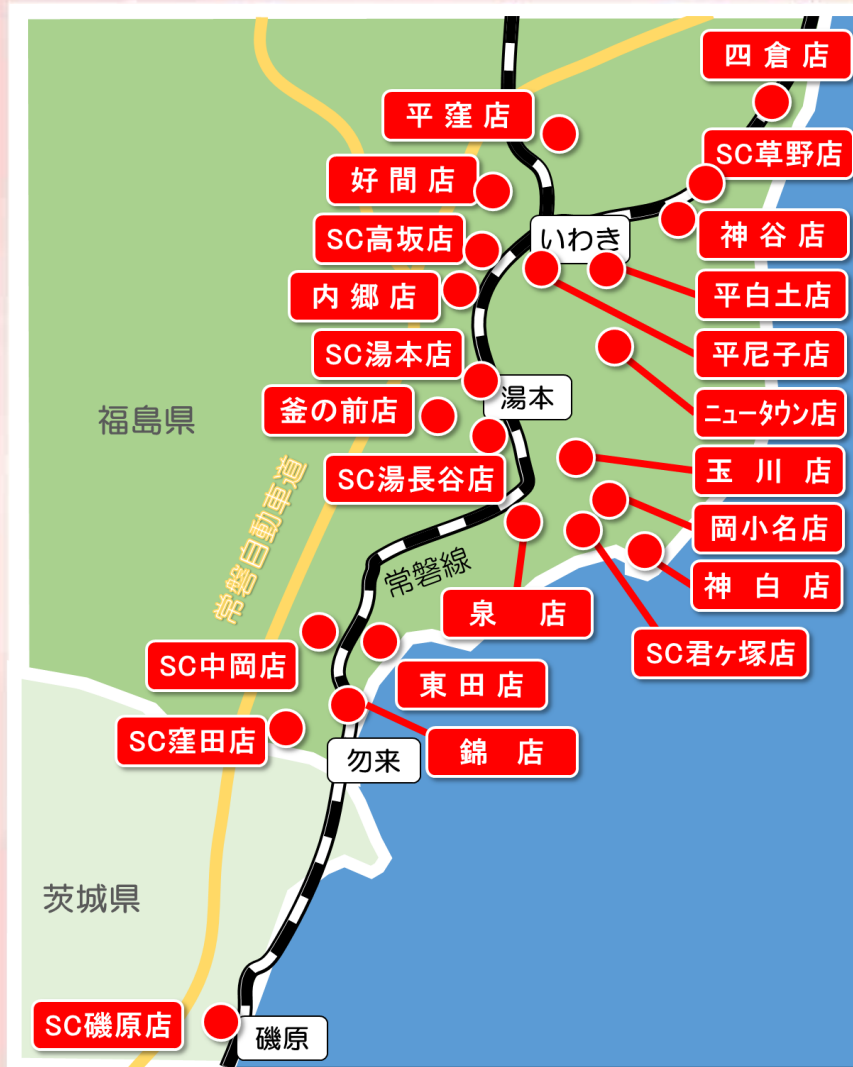 四倉店
平窪店
SC草野店
好間店
神谷店
SC高坂店
いわき
内郷店
平白土店
SC湯本店
平尼子店
湯本
釜の前店
ニュータウン店
福島県
SC湯長谷店
玉川店
岡小名店
常磐自動車道
常磐線
神白店
泉店
SC君ヶ塚店
SC中岡店
東田店
SC窪田店
錦店
勿来
茨城県
SC磯原店
磯原